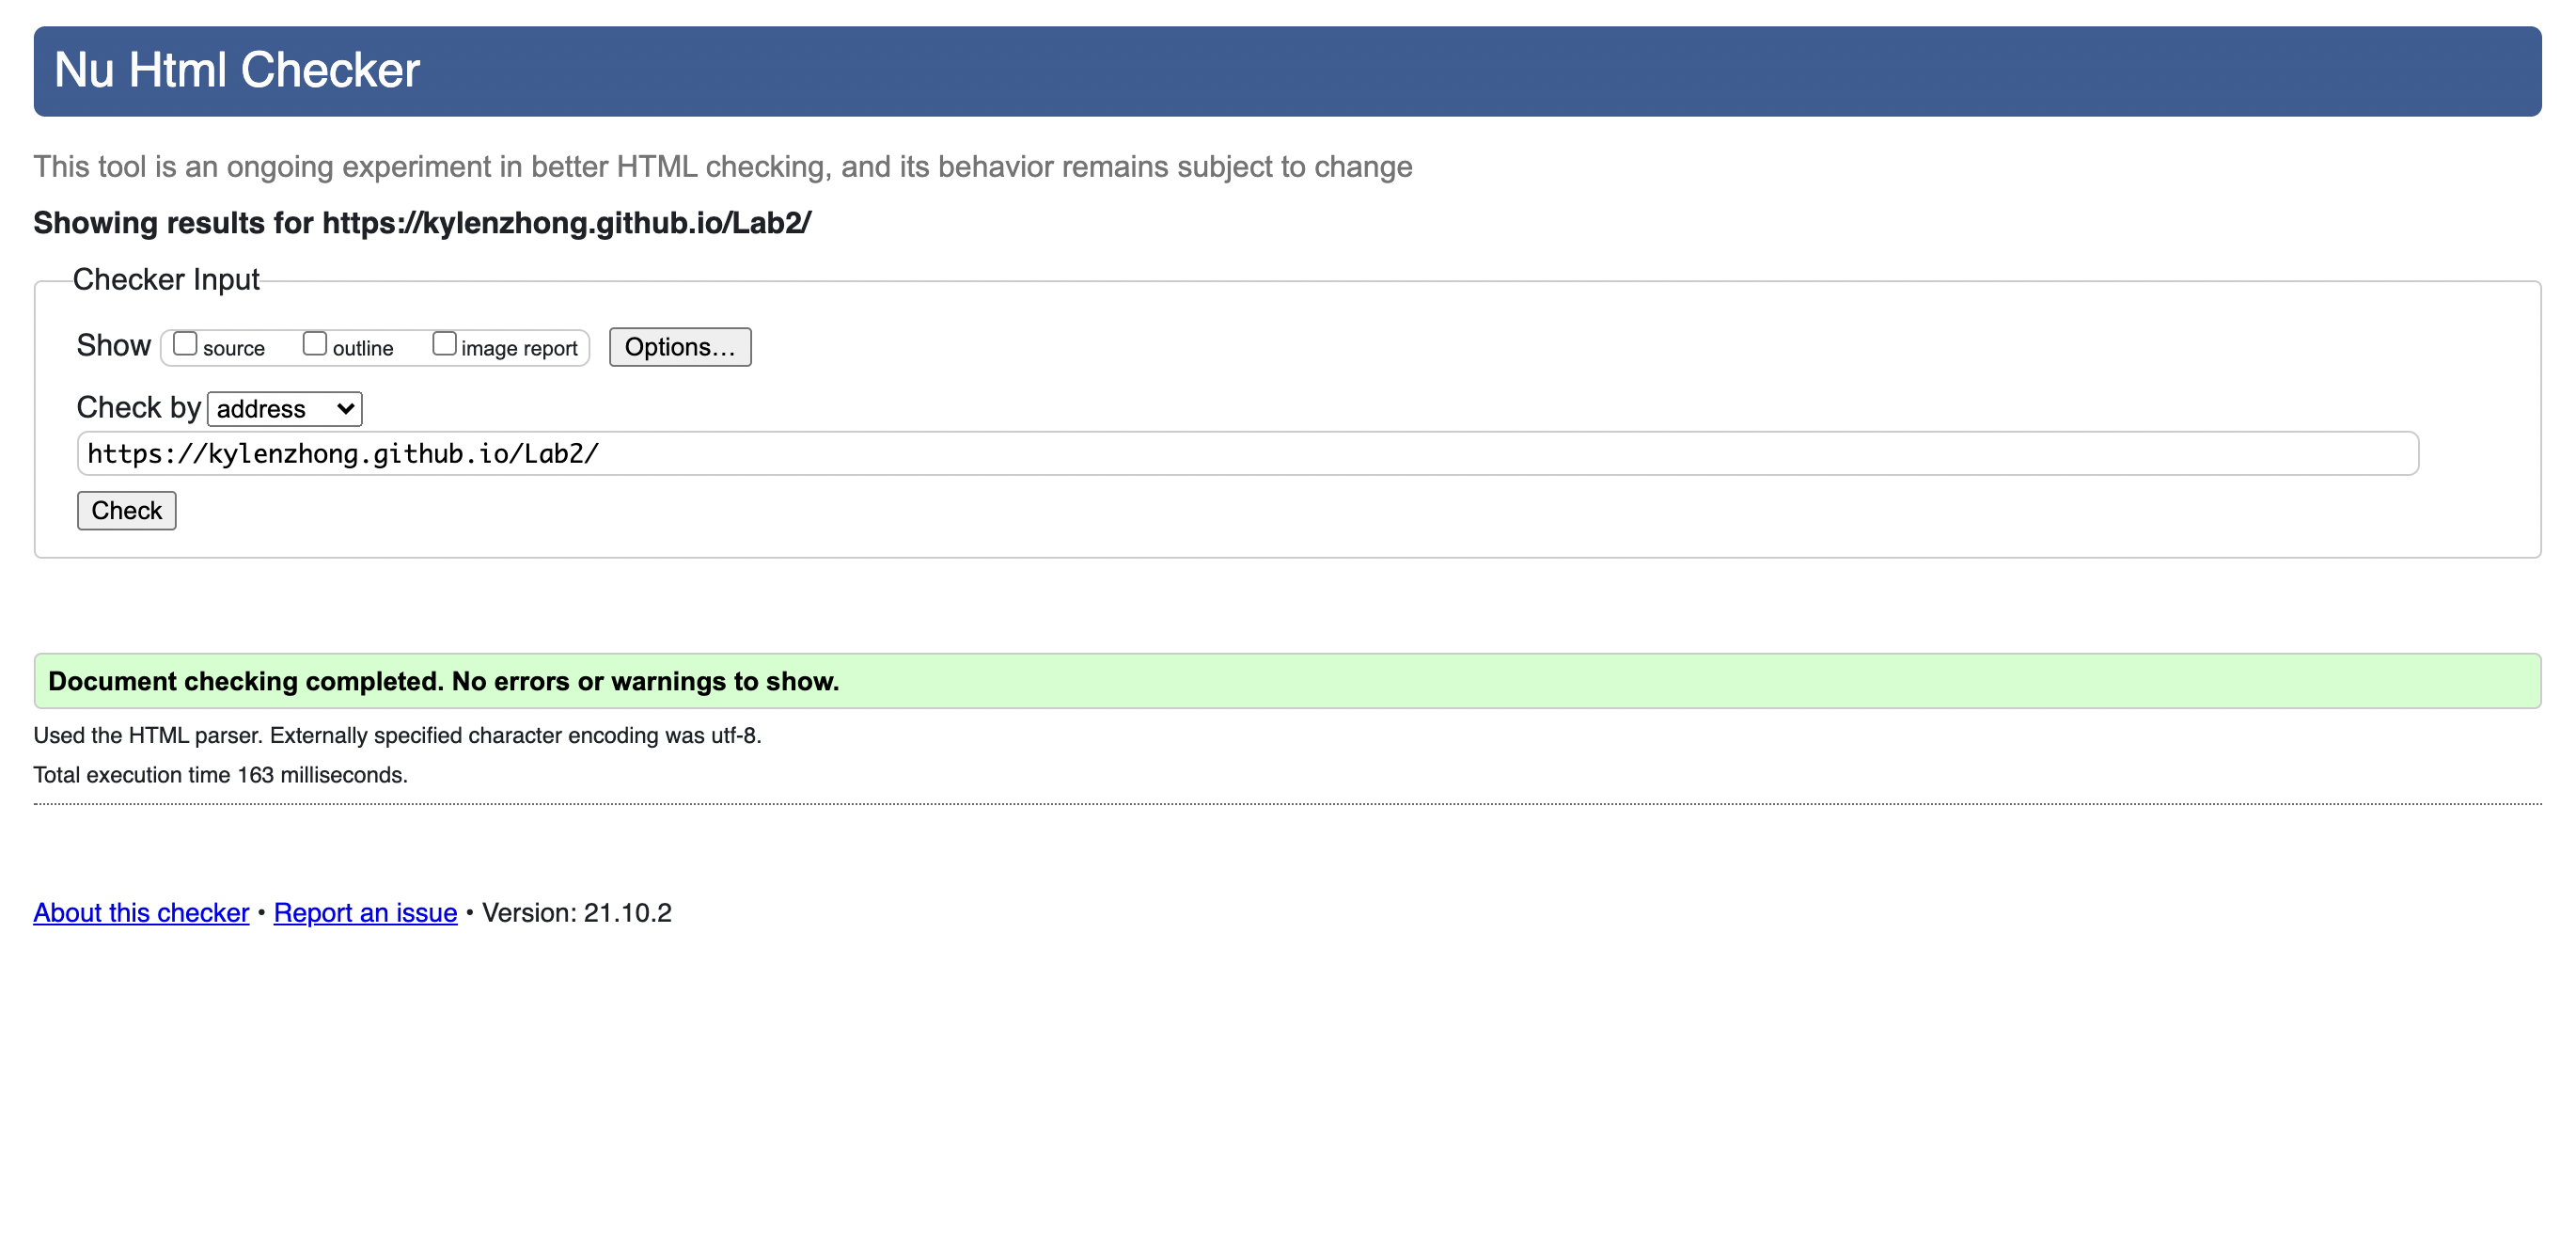 Nu Html Checker
This tool is an ongoing experiment in better HTML checking, and its behavior remains subject to change
Showing results for https://kylenzhong.github.io/Lab2/
Checker Input
Show source outline image report Options…
Check by address
https://kylenzhong.github.io/Lab2/
Check
Document checking completed. No errors or warnings to show.
Used the HTML parser. Externally specified character encoding was utf-8.
Total execution time 163 milliseconds.
About this checker • Report an issue • Version: 21.10.2